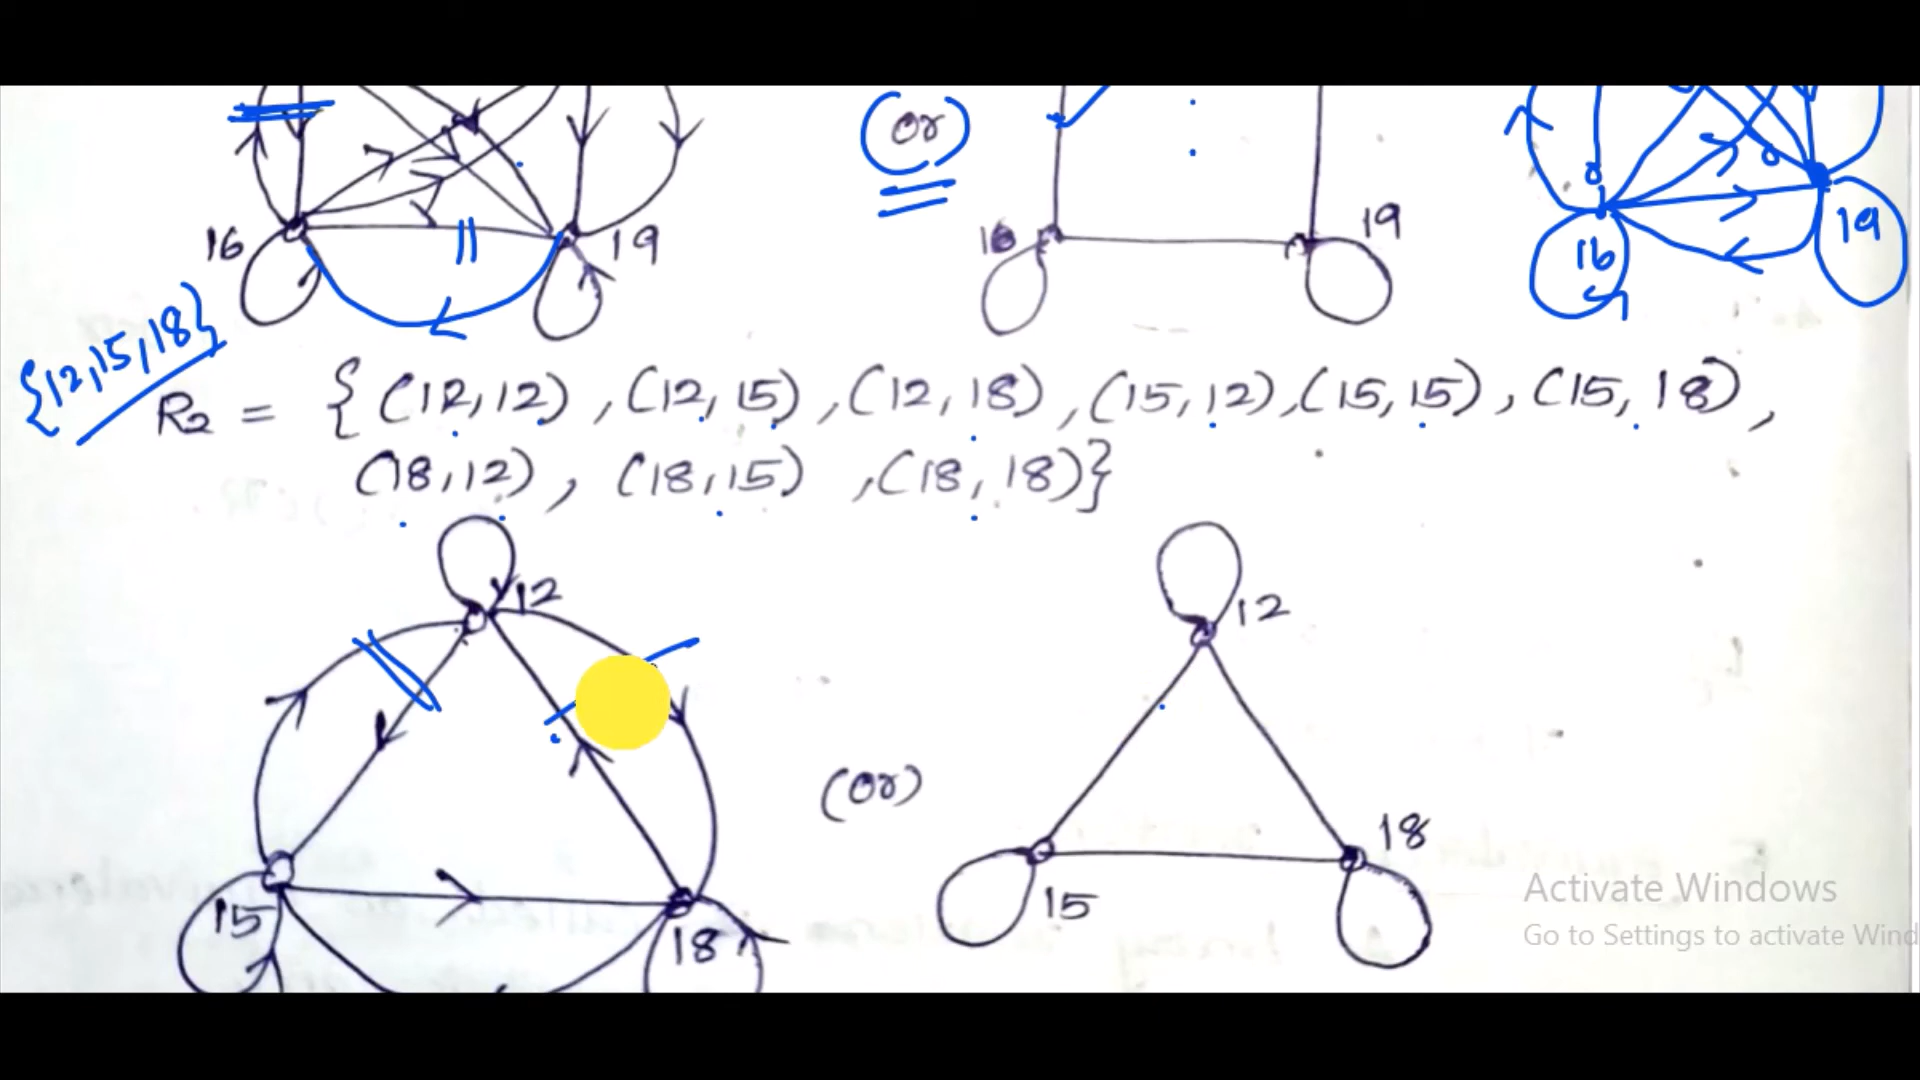 (or)
16
19
16
19
16
19
{12,15,18}
R2 = { (12,12) ,(12,15) ,(12,18) ,(15,12),(15,15) , (15, 18) ,
(18,12) , (18,15) ,(18,18)}
12
12
(or)
18
15
15
18
Activate Windows
Go to Settings to activate Wind